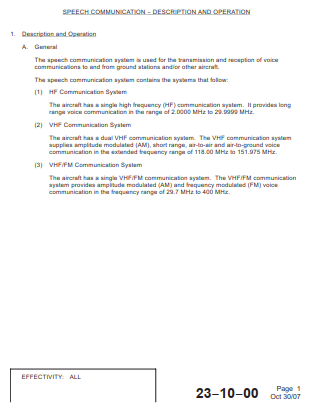 SPEECH COMMUNICATION – DESCRIPTION AND OPERATION
1. Description and Operation
A. General
The speech communication system is used for the transmission and reception of voice
communications to and from ground stations and/or other aircraft.
The speech communication system contains the systems that follow:
(1) HF Communication System
The aircraft has a single high frequency (HF) communication system. It provides long
range voice communication in the range of 2.0000 MHz to 29.9999 MHz.
(2) VHF Communication System
The aircraft has a dual VHF communication system. The VHF communication system
supplies amplitude modulated (AM), short range, air-to-air and air-to-ground voice
communication in the extended frequency range of 118.00 MHz to 151.975 MHz.
(3) VHF/FM Communication System
The aircraft has a single VHF/FM communication system. The VHF/FM communication
system provides amplitude modulated (AM) and frequency modulated (FM) voice
communication in the frequency range of 29.7 MHz to 400 MHz.
EFFECTIVITY: ALL
23–10–00
Page 1
Oct 30/07